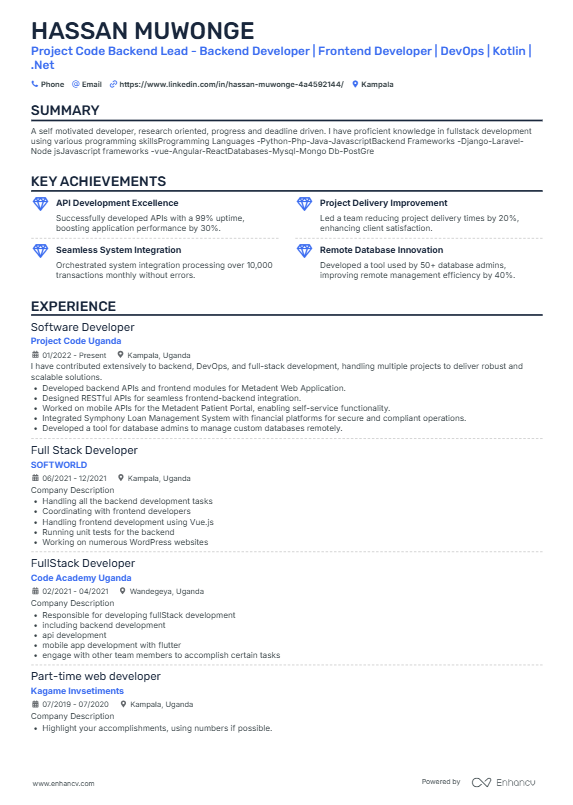 HASSAN MUWONGE
Project Code Backend Lead - Backend Developer | Frontend Developer | DevOps | Kotlin |
.Net
Phone Email https://www.linkedin.com/in/hassan-muwonge-4a4592144/ Kampala
SUMMARY
A self motivated developer, research oriented, progress and deadline driven. I have proficient knowledge in fullstack development
using various programming skillsProgramming Languages -Python-Php-Java-JavascriptBackend Frameworks -Django-Laravel-
Node jsJavascript frameworks -vue-Angular-ReactDatabases-Mysql-Mongo Db-PostGre
KEY ACHIEVEMENTS
API Development Excellence
Successfully developed APIs with a 99% uptime,
boosting application performance by 30%.
Project Delivery Improvement
Led a team reducing project delivery times by 20%,
enhancing client satisfaction.
Seamless System Integration
Orchestrated system integration processing over 10,000
transactions monthly without errors.
Remote Database Innovation
Developed a tool used by 50+ database admins,
improving remote management efficiency by 40%.
EXPERIENCE
Software Developer
Project Code Uganda
01/2022 - Present Kampala, Uganda
I have contributed extensively to backend, DevOps, and full-stack development, handling multiple projects to deliver robust and
scalable solutions.
• Developed backend APIs and frontend modules for Metadent Web Application.
• Designed RESTful APIs for seamless frontend-backend integration.
• Worked on mobile APIs for the Metadent Patient Portal, enabling self-service functionality.
• Integrated Symphony Loan Management System with financial platforms for secure and compliant operations.
• Developed a tool for database admins to manage custom databases remotely.
Full Stack Developer
SOFTWORLD
06/2021 - 12/2021 Kampala, Uganda
Company Description
• Handling all the backend development tasks
• Coordinating with frontend developers
• Handling frontend development using Vue.js
• Running unit tests for the backend
• Working on numerous WordPress websites
FullStack Developer
Code Academy Uganda
02/2021 - 04/2021 Wandegeya, Uganda
Company Description
• Responsible for developing fullStack development
• including backend development
• api development
• mobile app development with flutter
• engage with other team members to accomplish certain tasks
Part-time web developer
Kagame Invsetiments
07/2019 - 07/2020 Kampala, Uganda
Company Description
• Highlight your accomplishments, using numbers if possible.
www.enhancv.com
Powered by Enhancv